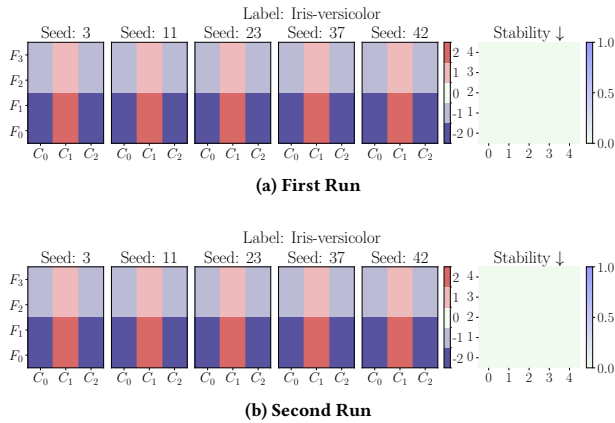 Label: Iris-versicolor
Seed: 3 Seed: 11 Seed: 23 Seed: 37 Seed: 42 Stability ↓
F3 2 4 1.0
F2 1 3
0 2 0.5
F1 -1 1
F0 -2 0 0.0
C0 C1 C2 C0 C1 C2 C0 C1 C2 C0 C1 C2 C0 C1 C2 0 1 2 3 4
(a) First Run
Label: Iris-versicolor
Seed: 3 Seed: 11 Seed: 23 Seed: 37 Seed: 42 Stability ↓
F3 2 4 1.0
F2 1 3
0 2 0.5
F1 -1 1
F0 -2 0 0.0
C0 C1 C2 C0 C1 C2 C0 C1 C2 C0 C1 C2 C0 C1 C2 0 1 2 3 4
(b) Second Run